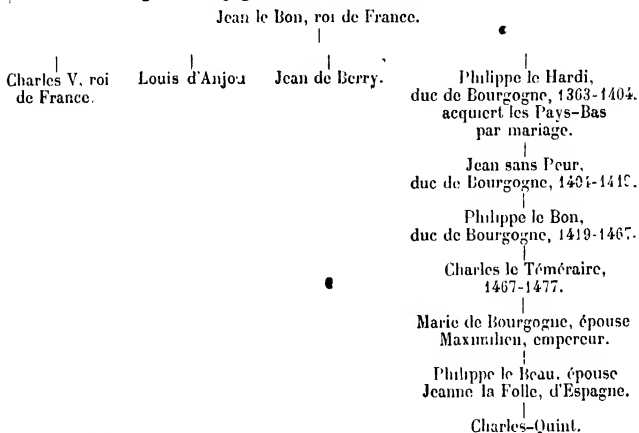 Jean le Bon, roi de France.
Charles V, roi
de France.
Louis d'Anjou
Jean de Berry.
Philippe le Hardi,
duc de Bourgogne, 1363-1404.
acquiert les Pays-Bas
par mariage.
Jean sans Peur,
duc de Bourgogne, 1404-1419.
Philippe le Bon,
duc de Bourgogne, 1419-1467.
Charles le Téméraire,
1467-1477.
Marie de Bourgogne, épouse
Maximilien, empereur.
Philippe le Beau, épouse
Jeanne la Folle, d'Espagne.
Charles-Quint.